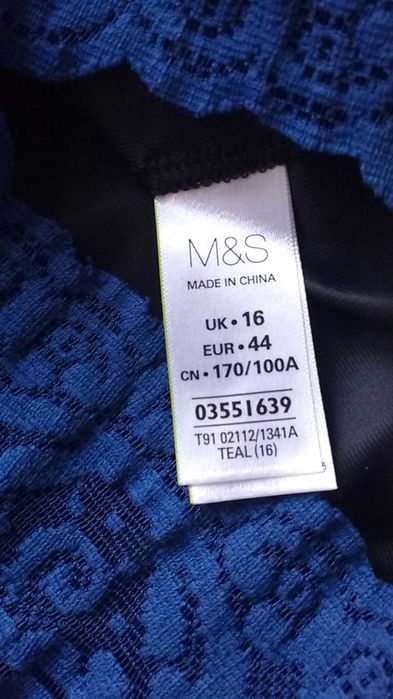 M&S
MADE IN CHINA
UK • 16
EUR • 44
CN • 170/100A
03551639
T91 02112/1341A
TEAL (16)